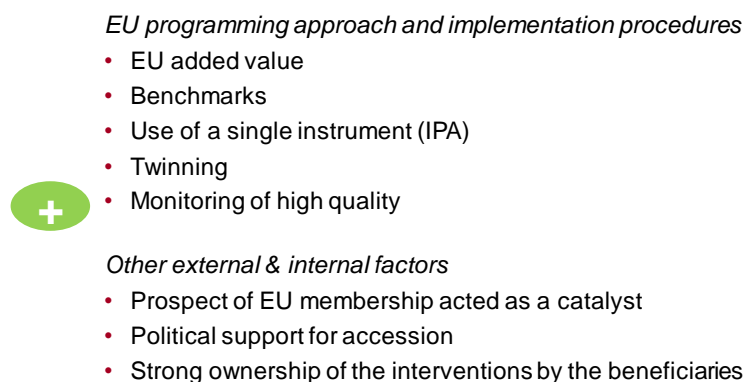 EU programming approach and implementation procedures
• EU added value
• Benchmarks
• Use of a single instrument (IPA)
• Twinning
• Monitoring of high quality
+
Other external & internal factors
• Prospect of EU membership acted as a catalyst
• Political support for accession
• Strong ownership of the interventions by the beneficiaries